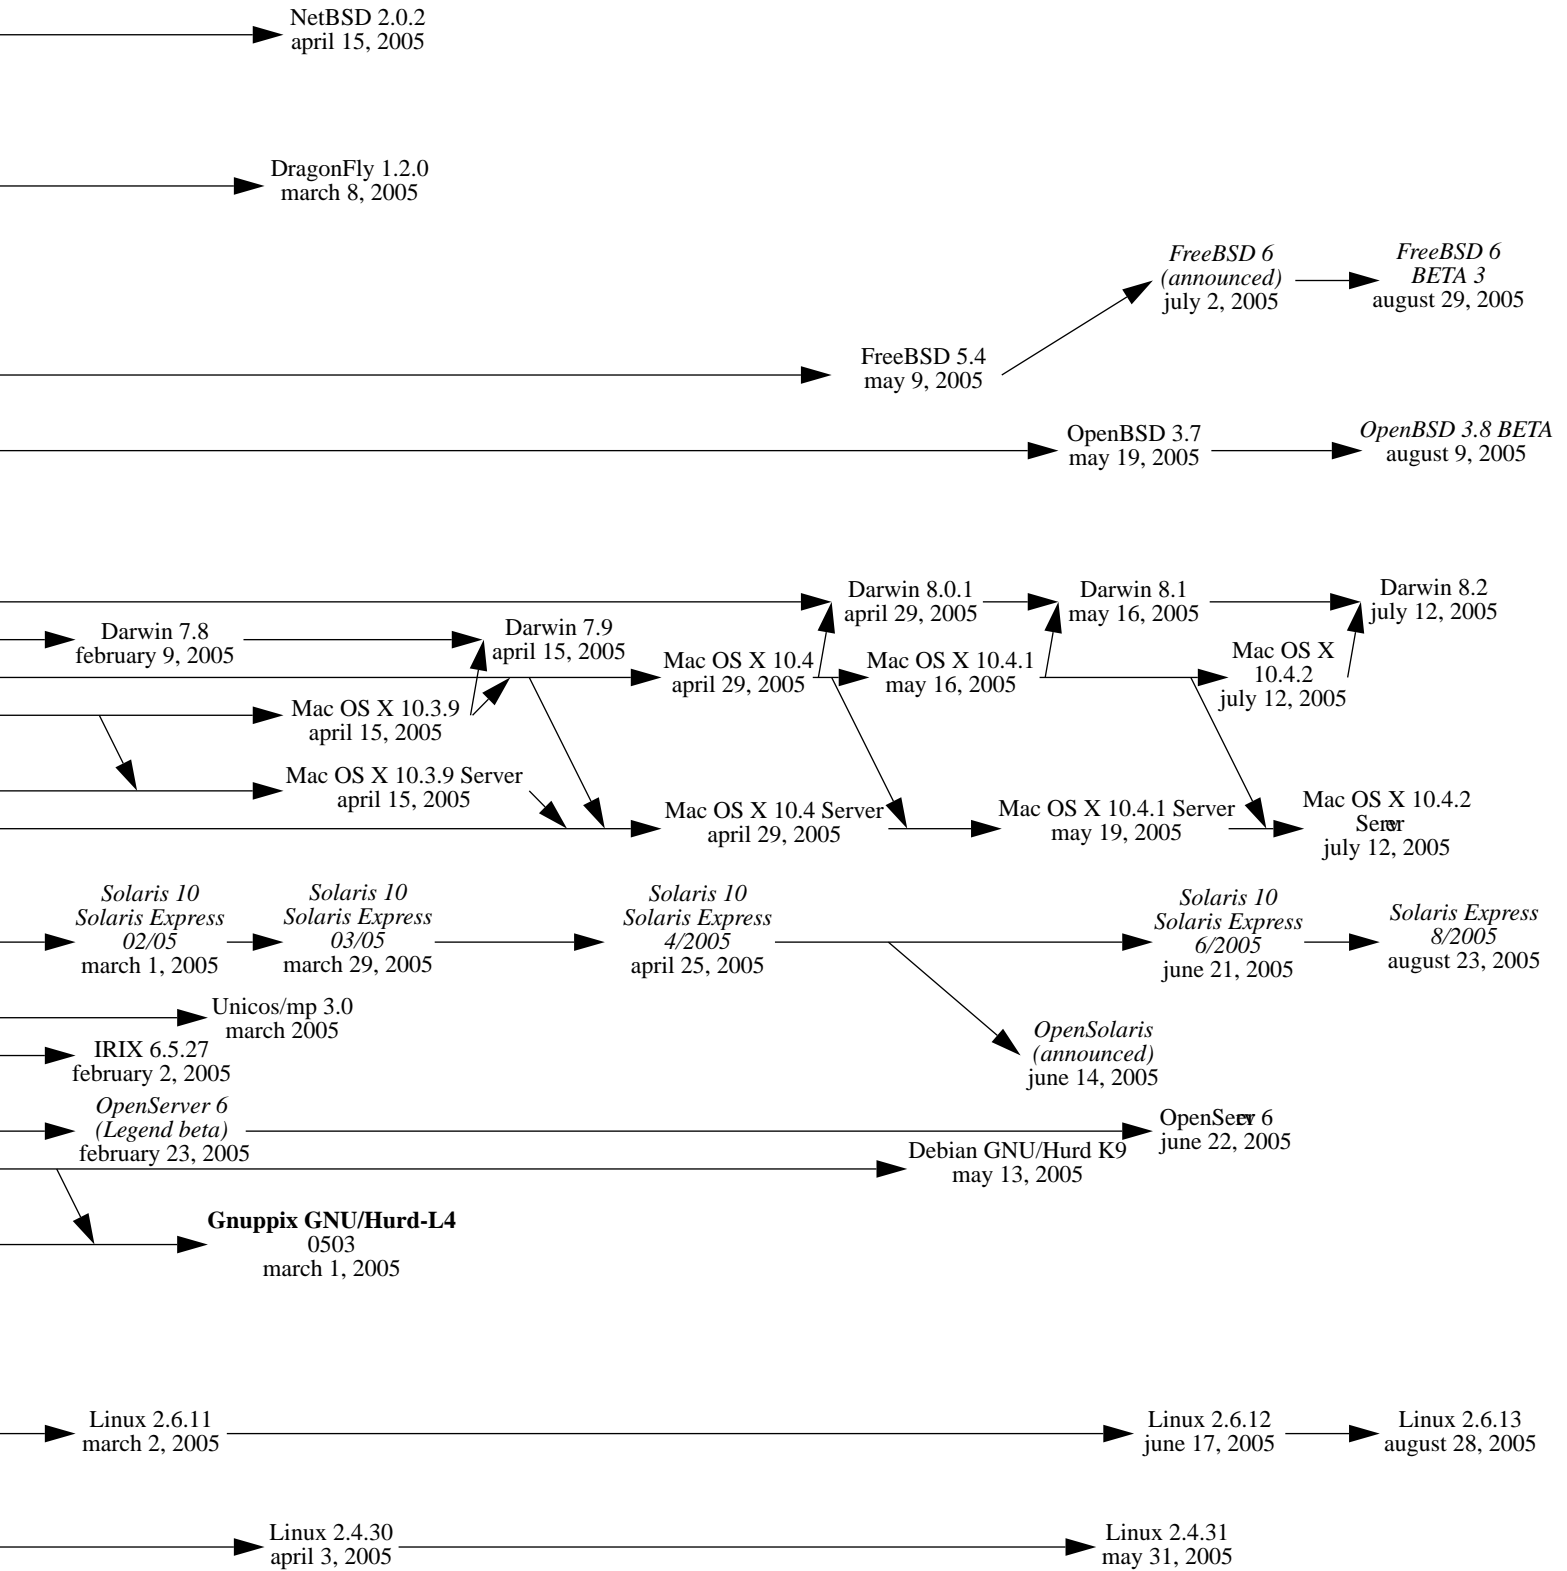 NetBSD 2.0.2
april 15, 2005
DragonFly 1.2.0
march 8, 2005
FreeBSD 6
(announced)
july 2, 2005
FreeBSD 6
BETA 3
august 29, 2005
FreeBSD 5.4
may 9, 2005
OpenBSD 3.7
may 19, 2005
OpenBSD 3.8 BETA
august 9, 2005
Darwin 8.0.1
april 29, 2005
Darwin 8.1
may 16, 2005
Darwin 8.2
july 12, 2005
Darwin 7.8
february 9, 2005
Darwin 7.9
april 15, 2005
Mac OS X 10.4
april 29, 2005
Mac OS X 10.4.1
may 16, 2005
Mac OS X
10.4.2
july 12, 2005
Mac OS X 10.3.9
april 15, 2005
Mac OS X 10.3.9 Server
april 15, 2005
Mac OS X 10.4 Server
april 29, 2005
Mac OS X 10.4.1 Server
may 19, 2005
Mac OS X 10.4.2
Server
july 12, 2005
Solaris 10
Solaris Express
02/05
march 1, 2005
Solaris 10
Solaris Express
03/05
march 29, 2005
Solaris 10
Solaris Express
4/2005
april 25, 2005
Solaris 10
Solaris Express
6/2005
june 21, 2005
Solaris Express
8/2005
august 23, 2005
Unicos/mp 3.0
march 2005
OpenSolaris
(announced)
june 14, 2005
IRIX 6.5.27
february 2, 2005
OpenServer 6
(Legend beta)
february 23, 2005
OpenServer 6
june 22, 2005
Debian GNU/Hurd K9
may 13, 2005
Gnuppix GNU/Hurd-L4
0503
march 1, 2005
Linux 2.6.11
march 2, 2005
Linux 2.6.12
june 17, 2005
Linux 2.6.13
august 28, 2005
Linux 2.4.30
april 3, 2005
Linux 2.4.31
may 31, 2005